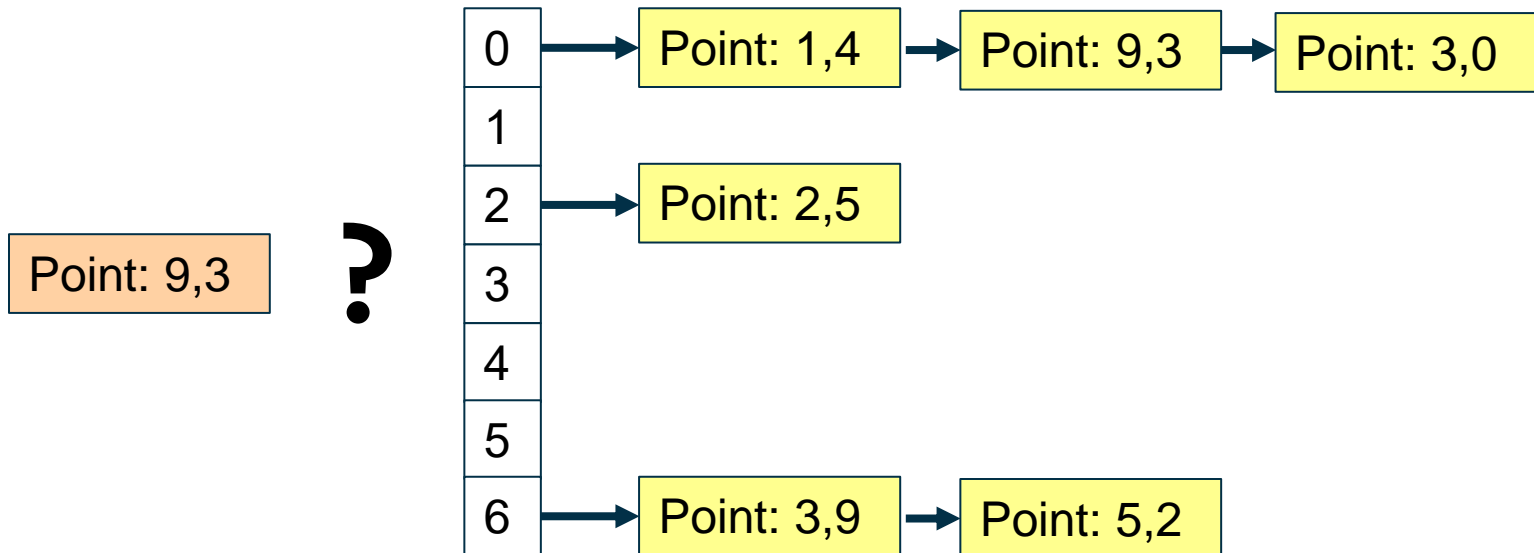 0 Point: 1,4 Point: 9,3 Point: 3,0
1
2 Point: 2,5
Point: 9,3 ? 3
4
5
6 Point: 3,9 Point: 5,2